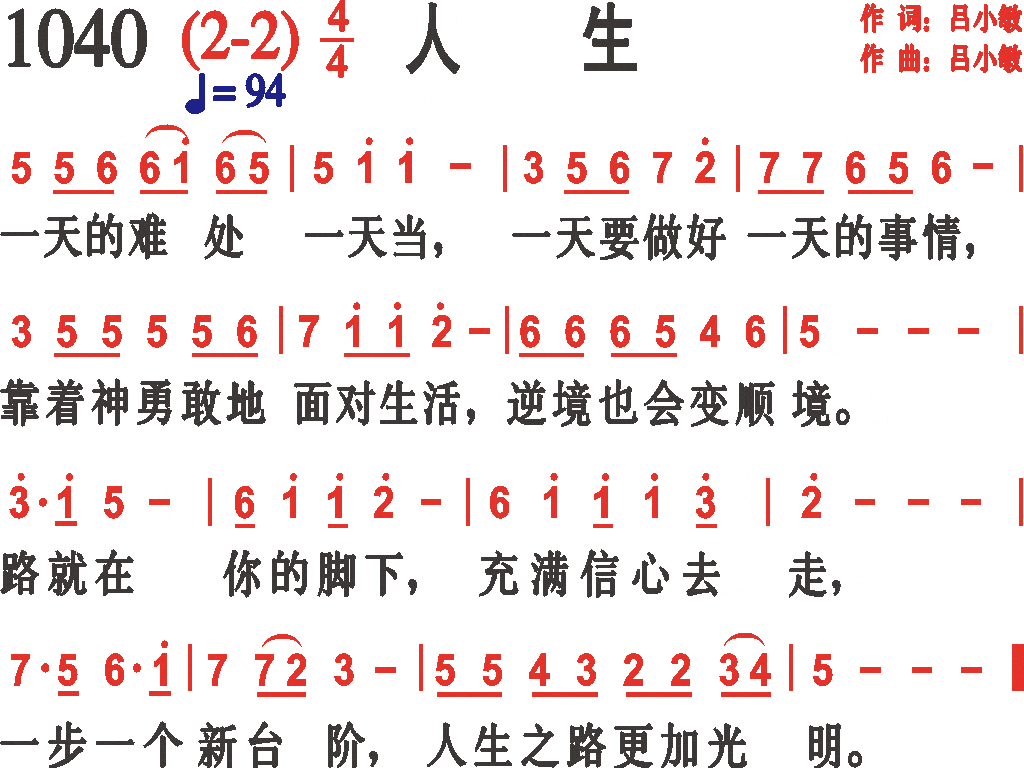 1040 (2-2) 4/4 人 生 作 词：吕小敏
♩= 94 作 曲：吕小敏
5 5 6 6 1̇ 6 5 | 5 1̇ 1̇ − | 3 5 6 7 2̇ | 7 7 6 5 6 − |
一天的难 处 一天当， 一天要做好 一天的事情，
3 5 5 5 5 6 | 7 1̇ 1̇ 2̇ − | 6 6 6 5 4 6 | 5 − − − |
靠着神勇敢地 面对生活，逆境也会变顺 境。
3̇· 1̇ 5 − | 6 1̇ 1̇ 2̇ − | 6 1̇ 1̇ 1̇ 3̇ | 2̇ − − − |
路就在 你的脚下， 充满信心去 走，
7· 5 6· 1̇ | 7 7 2 3 − | 5 5 4 3 2 2 3 4 | 5 − − −
一步一个新台 阶， 人生之路更加光 明。